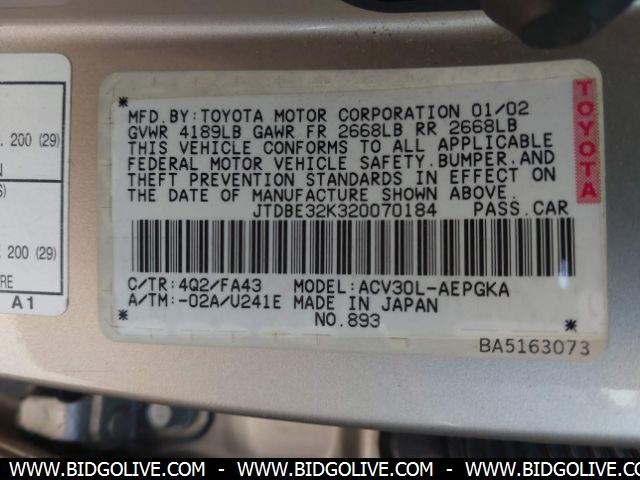 . 200 (29)
N
S)
E 200 (29)
RE
A1
MFD.BY:TOYOTA MOTOR CORPORATION 01/02
GVWR 4189LB GAWR FR 2668LB RR 2668LB
THIS VEHICLE CONFORMS TO ALL APPLICABLE
FEDERAL MOTOR VEHICLE SAFETY.BUMPER.AND
THEFT PREVENTION STANDARDS IN EFFECT ON
THE DATE OF MANUFACTURE SHOWN ABOVE.
JTDBE32K320070184 PASS.CAR
C/TR:4Q2/FA43 MODEL:ACV30L-AEPGKA
A/TM:-02A/U241E MADE IN JAPAN
* NO.893 *
BA5163073
TOYOTA
WWW.BIDGOLIVE.COM - WWW.BIDGOLIVE.COM - WWW.BIDGOLIVE.COM